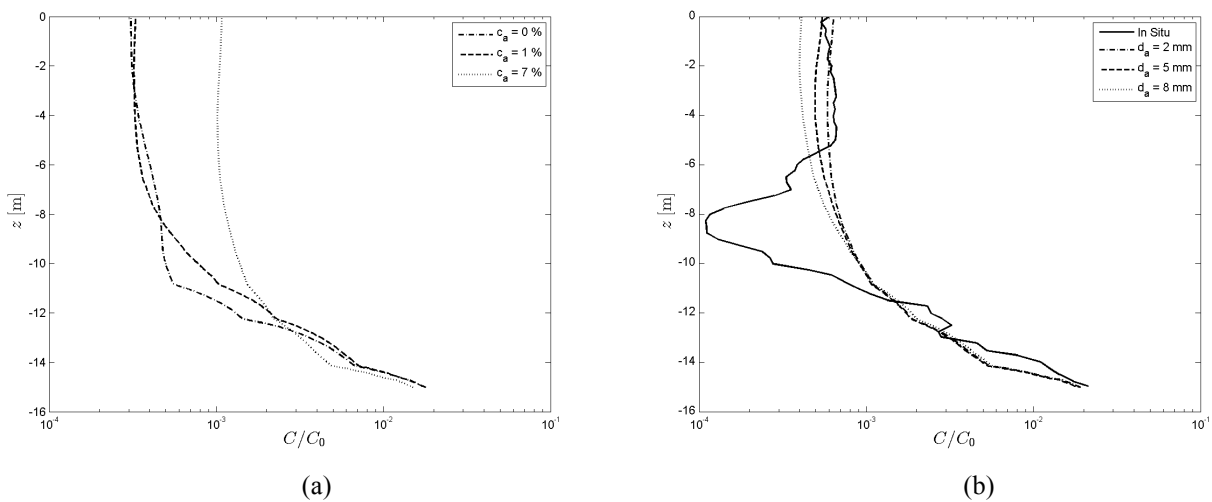 0
-2
-4
-6
-8
-10
-12
-14
-16
z [m]
10^-4
10^-3
10^-2
10^-1
C/C_0
c_a = 0 %
c_a = 1 %
c_a = 7 %
(a)
0
-2
-4
-6
-8
-10
-12
-14
-16
z [m]
10^-4
10^-3
10^-2
10^-1
C/C_0
In Situ
d_a = 2 mm
d_a = 5 mm
d_a = 8 mm
(b)